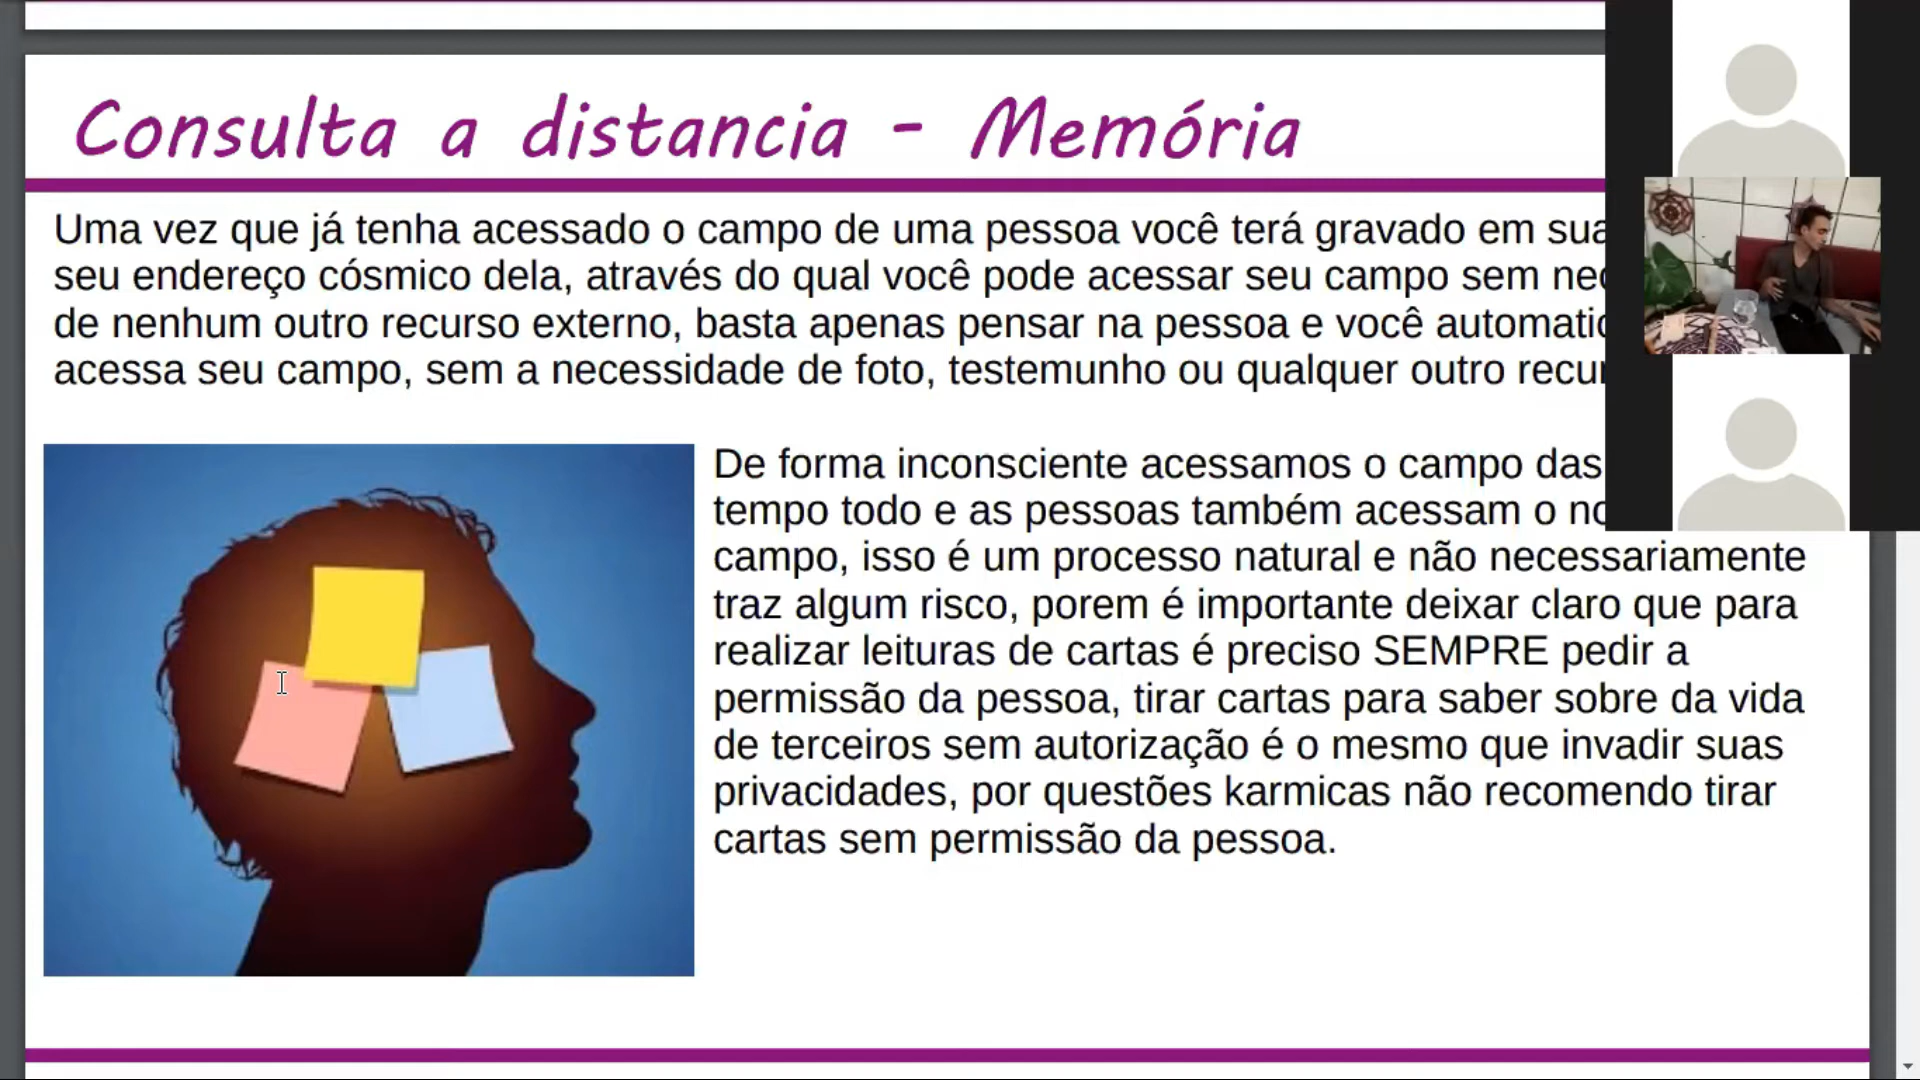 Consulta a distancia - Memória
Uma vez que já tenha acessado o campo de uma pessoa você terá gravado em sua
seu endereço cósmico dela, através do qual você pode acessar seu campo sem
de nenhum outro recurso externo, basta apenas pensar na pessoa e você
acessa seu campo, sem a necessidade de foto, testemunho ou qualquer outro
De forma inconsciente acessamos o campo das
tempo todo e as pessoas também acessam o
campo, isso é um processo natural e não necessariamente
traz algum risco, porem é importante deixar claro que para
realizar leituras de cartas é preciso SEMPRE pedir a
permissão da pessoa, tirar cartas para saber sobre da vida
de terceiros sem autorização é o mesmo que invadir suas
privacidades, por questões karmicas não recomendo tirar
cartas sem permissão da pessoa.